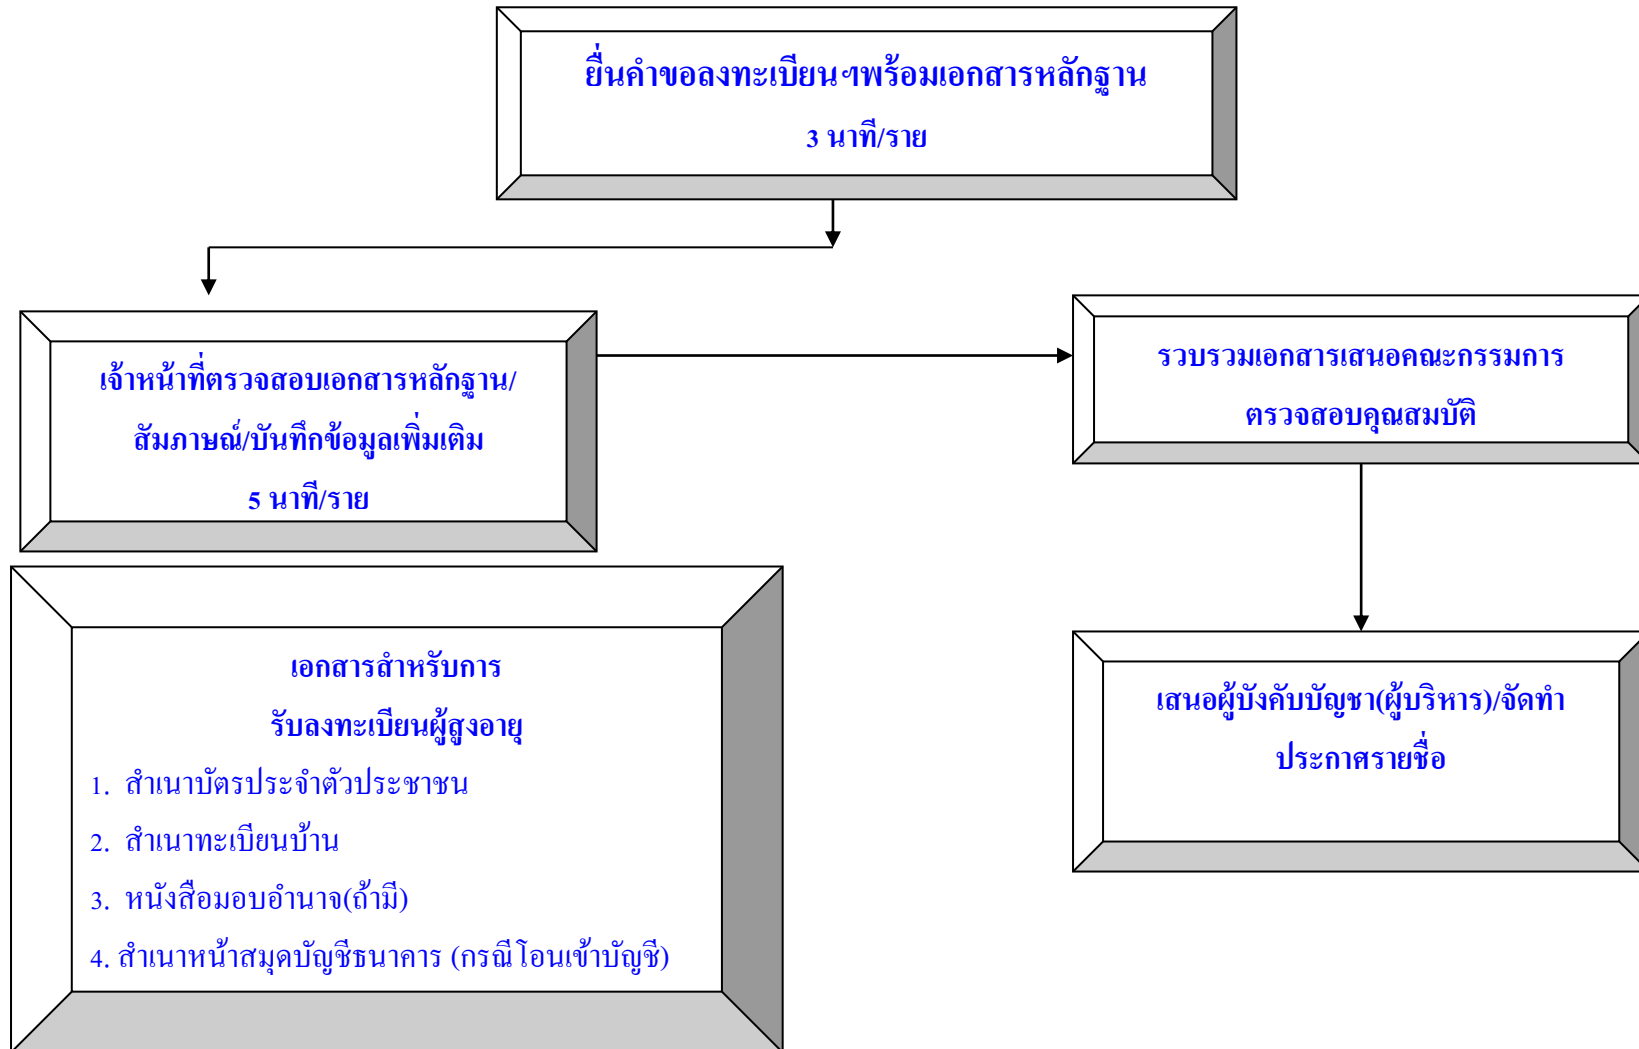 ยื่นคำขอลงทะเบียนฯพร้อมเอกสารหลักฐาน
3 นาที/ราย
เจ้าหน้าที่ตรวจสอบเอกสารหลักฐาน/
สัมภาษณ์/บันทึกข้อมูลเพิ่มเติม
5 นาที/ราย
รวบรวมเอกสารเสนอคณะกรรมการ
ตรวจสอบคุณสมบัติ
เสนอผู้บังคับบัญชา(ผู้บริหาร)/จัดทำ
ประกาศรายชื่อ
เอกสารสำหรับการ
รับลงทะเบียนผู้สูงอายุ
1. สำเนาบัตรประจำตัวประชาชน
2. สำเนาทะเบียนบ้าน
3. หนังสือมอบอำนาจ(ถ้ามี)
4. สำเนาหน้าสมุดบัญชีธนาคาร (กรณีโอนเข้าบัญชี)